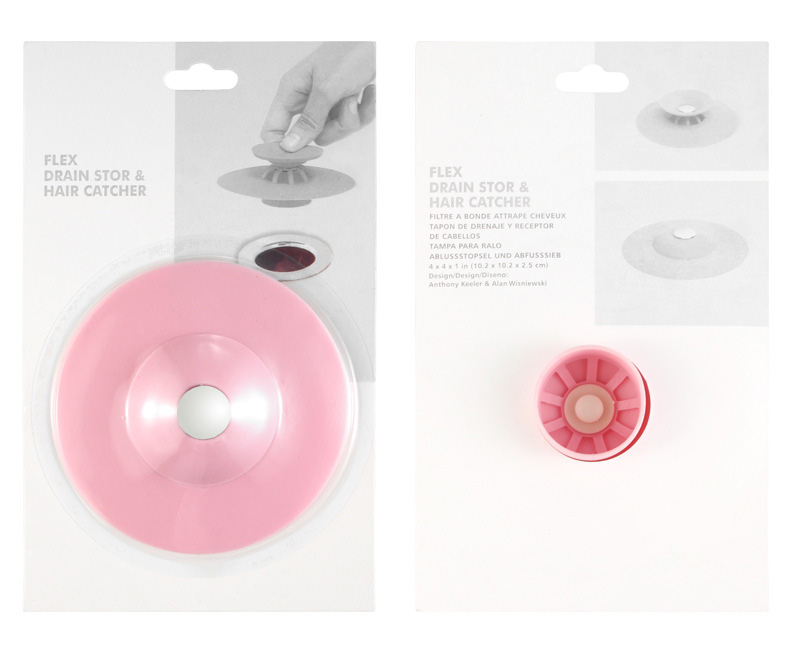 FLEX
DRAIN STOR &
HAIR CATCHER
FLEX
DRAIN STOR &
HAIR CATCHER
FILTRE A BONDE ATTRAPE CHEVEUX
TAPON DE DRENAJE Y RECEPTOR
DE CABELLOS
TAMPA PARA RALO
ABLUSSSTOPSEL UND ABFUSSSIEB
4 x 4 x 1 in (10.2 x 10.2 x 2.5 cm)
Design/Design/Diseno:
Anthony Keeler & Alan Wisniewski